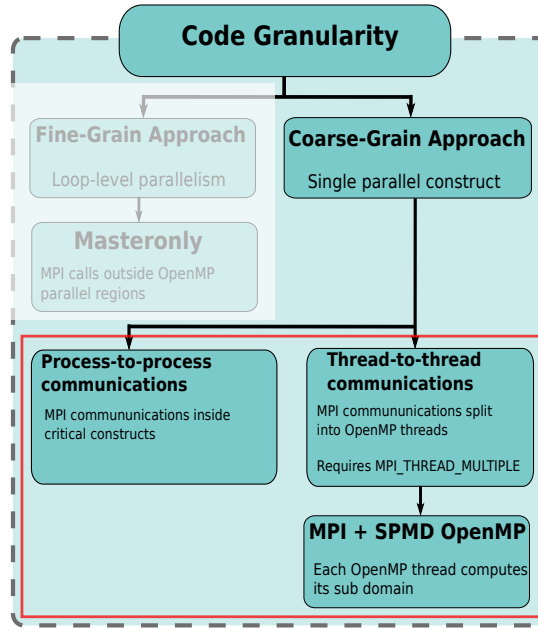 Code Granularity
Fine-Grain Approach
Loop-level parallelism
Coarse-Grain Approach
Single parallel construct
Masteronly
MPI calls outside OpenMP
parallel regions
Process-to-process
communications
MPI commununications inside
critical constructs
Thread-to-thread
communications
MPI commununications split
into OpenMP threads
Requires MPI_THREAD_MULTIPLE
MPI + SPMD OpenMP
Each OpenMP thread computes
its sub domain